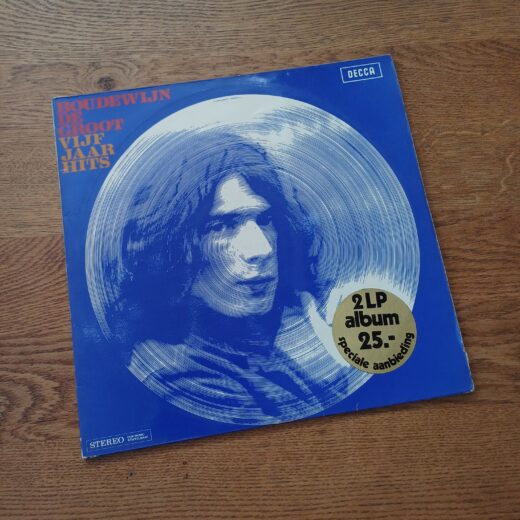 DECCA
BOUDEWIJN
DE
GROOT
VIJF
JAAR
HITS
2 LP
album
25.-
speciale aanbieding
STEREO